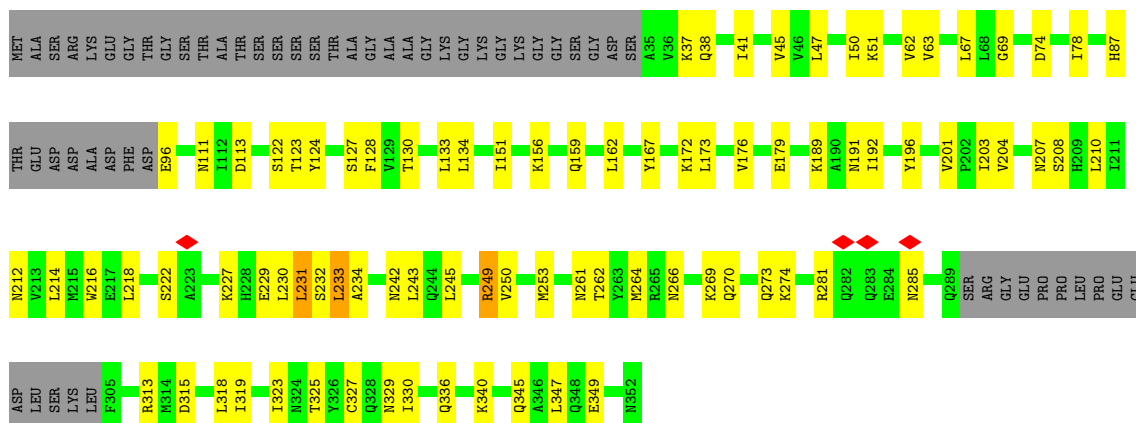 MET ALA SER ARG LYS GLU GLY THR GLY SER THR ALA THR SER SER SER SER THR ALA GLY ALA ALA GLY LYS GLY LYS GLY LYS GLY GLY SER GLY ASP SER A35 V36 K37 Q38 I41 V45 V46 L47 I50 K51 V62 V63 L67 L68 G69 D74 I78 H87
THR GLU ASP ASP ALA ASP PHE ASP E96 N111 I112 D113 S122 T123 Y124 S127 F128 V129 T130 L133 L134 I151 K156 Q159 L162 Y167 K172 L173 V176 E179 K189 A190 N191 I192 Y196 V201 P202 I203 V204 N207 S208 H209 L210 I211
N212 V213 L214 M215 W216 E217 L218 S222 A223 K227 H228 E229 L230 L231 S232 L233 A234 N242 L243 Q244 L245 R249 V250 M253 N261 T262 Y263 M264 R265 N266 K269 Q270 Q273 K274 R281 Q282 Q283 E284 N285 Q289 SER ARG GLY GLU PRO PRO LEU PRO GLU GLU
ASP LEU SER LYS LEU F305 R313 M314 D315 L318 I319 I323 N324 T325 Y326 C327 Q328 N329 I330 Q336 K340 Q345 A346 L347 Q348 E349 N352